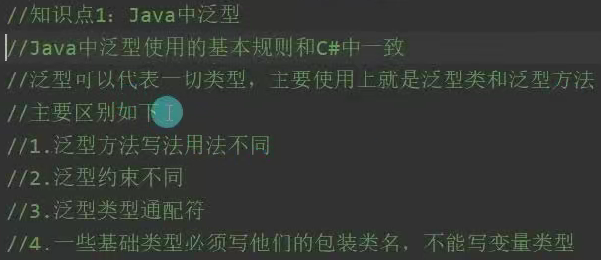 //知识点1：Java中泛型
//Java中泛型使用的基本规则和C#中一致
//泛型可以代表一切类型，主要使用上就是泛型类和泛型方法
//主要区别如下
//1.泛型方法写法用法不同
//2.泛型约束不同
//3.泛型类型通配符
//4.一些基础类型必须写他们的包装类名，不能写变量类型